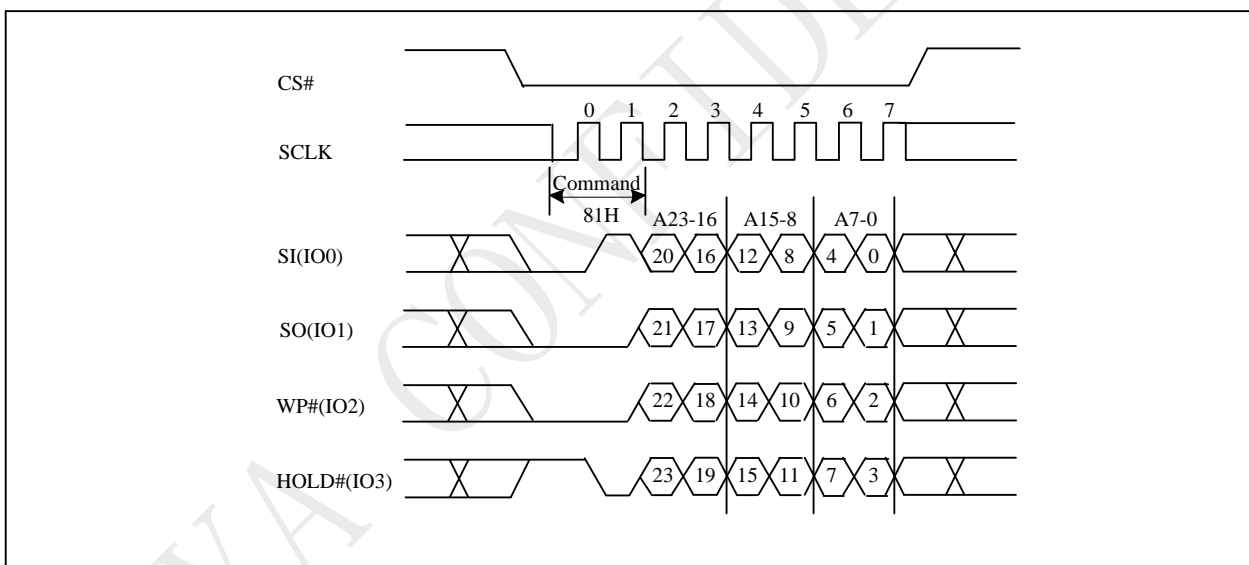 CS#
0 1 2 3 4 5 6 7
SCLK
Command
81H A23-16 A15-8 A7-0
SI(IO0) 20 16 12 8 4 0
SO(IO1) 21 17 13 9 5 1
WP#(IO2) 22 18 14 10 6 2
HOLD#(IO3) 23 19 15 11 7 3